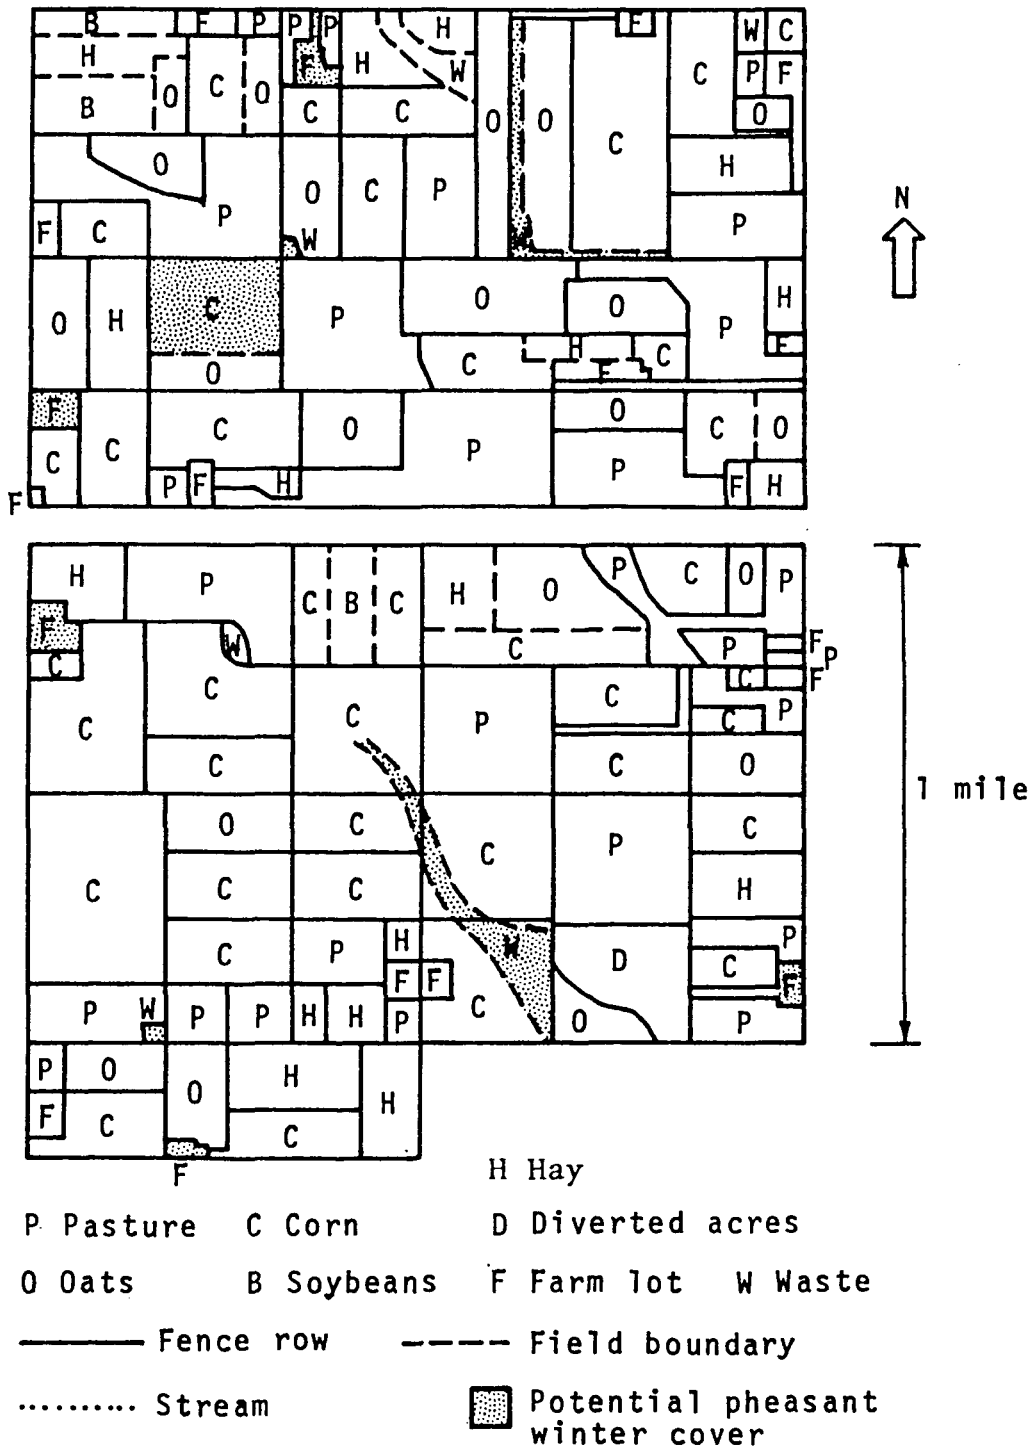 B F P P P H F W C
H F H W C P F
B O C O C C O O C O
O O C P H
F C P W P
N
O H C P O O P H
O C H C F
F
F C C O P O C O
C P F H P F H
F
H P C B C H O P C O P
F W C P F
C C P
C C C F
C P C P
C C O
O C C P C
C C C H
C P H W D P
F F C F
P W P P H H P C O P
1 mile
P O O H H
F C C
F
H Hay
P Pasture C Corn D Diverted acres
O Oats B Soybeans F Farm lot W Waste
Fence row Field boundary
Stream Potential pheasant
winter cover